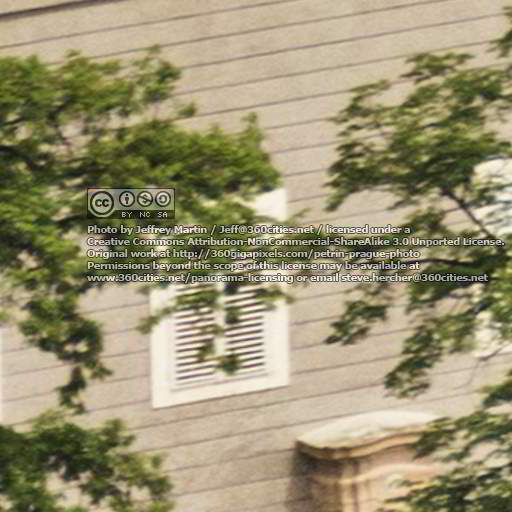 cc BY NC SA
Photo by Jeffrey Martin / Jeff@360cities.net / licensed under a
Creative Commons Attribution-NonCommercial-ShareAlike 3.0 Unported License.
Original work at http://360gigapixels.com/petrin-prague-photo
Permissions beyond the scope of this license may be available at
www.360cities.net/panorama-licensing or email steve.hercher@360cities.net